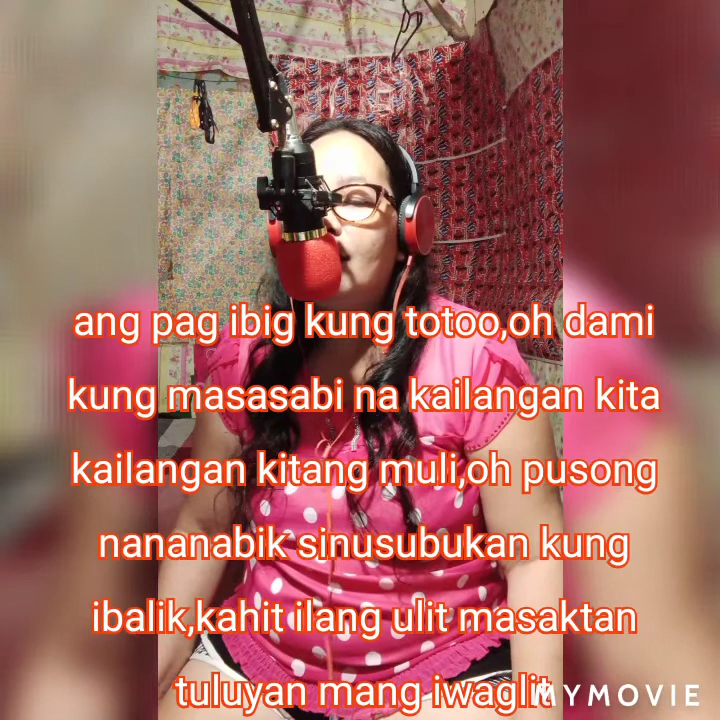 ang pag ibig kung totoo,oh dami
kung masasabi na kailangan kita
kailangan kitang muli,oh pusong
nananabik sinusubukan kung
ibalik,kahit ilang ulit masaktan
tuluyan mang iwaglit
MYMOVIE